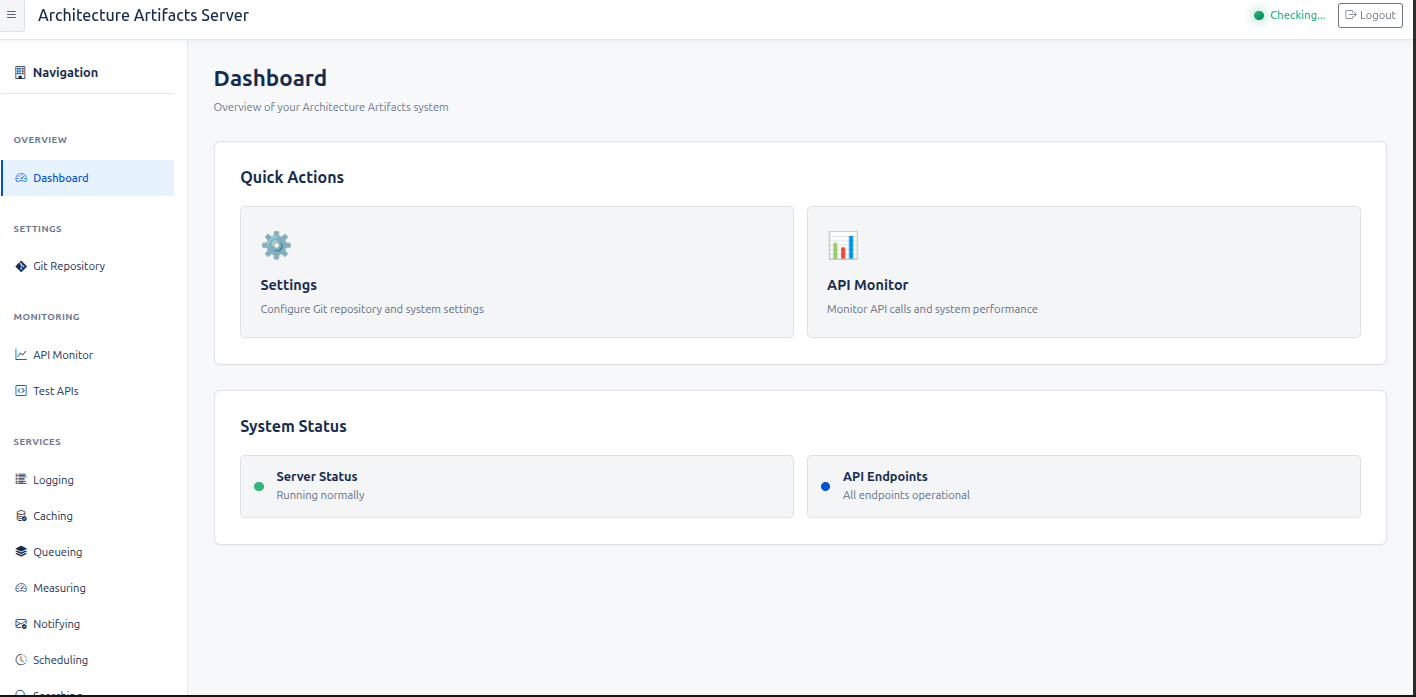 Architecture Artifacts Server
Checking...
Logout
Navigation
OVERVIEW
Dashboard
SETTINGS
Git Repository
MONITORING
API Monitor
Test APIs
SERVICES
Logging
Caching
Queueing
Measuring
Notifying
Scheduling
Searching
Dashboard
Overview of your Architecture Artifacts system
Quick Actions
Settings
Configure Git repository and system settings
API Monitor
Monitor API calls and system performance
System Status
Server Status
Running normally
API Endpoints
All endpoints operational